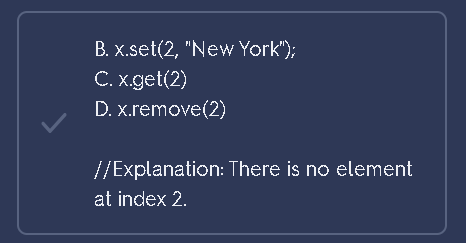 B. x.set(2, "New York");
C. x.get(2)
D. x.remove(2)
//Explanation: There is no element
at index 2.